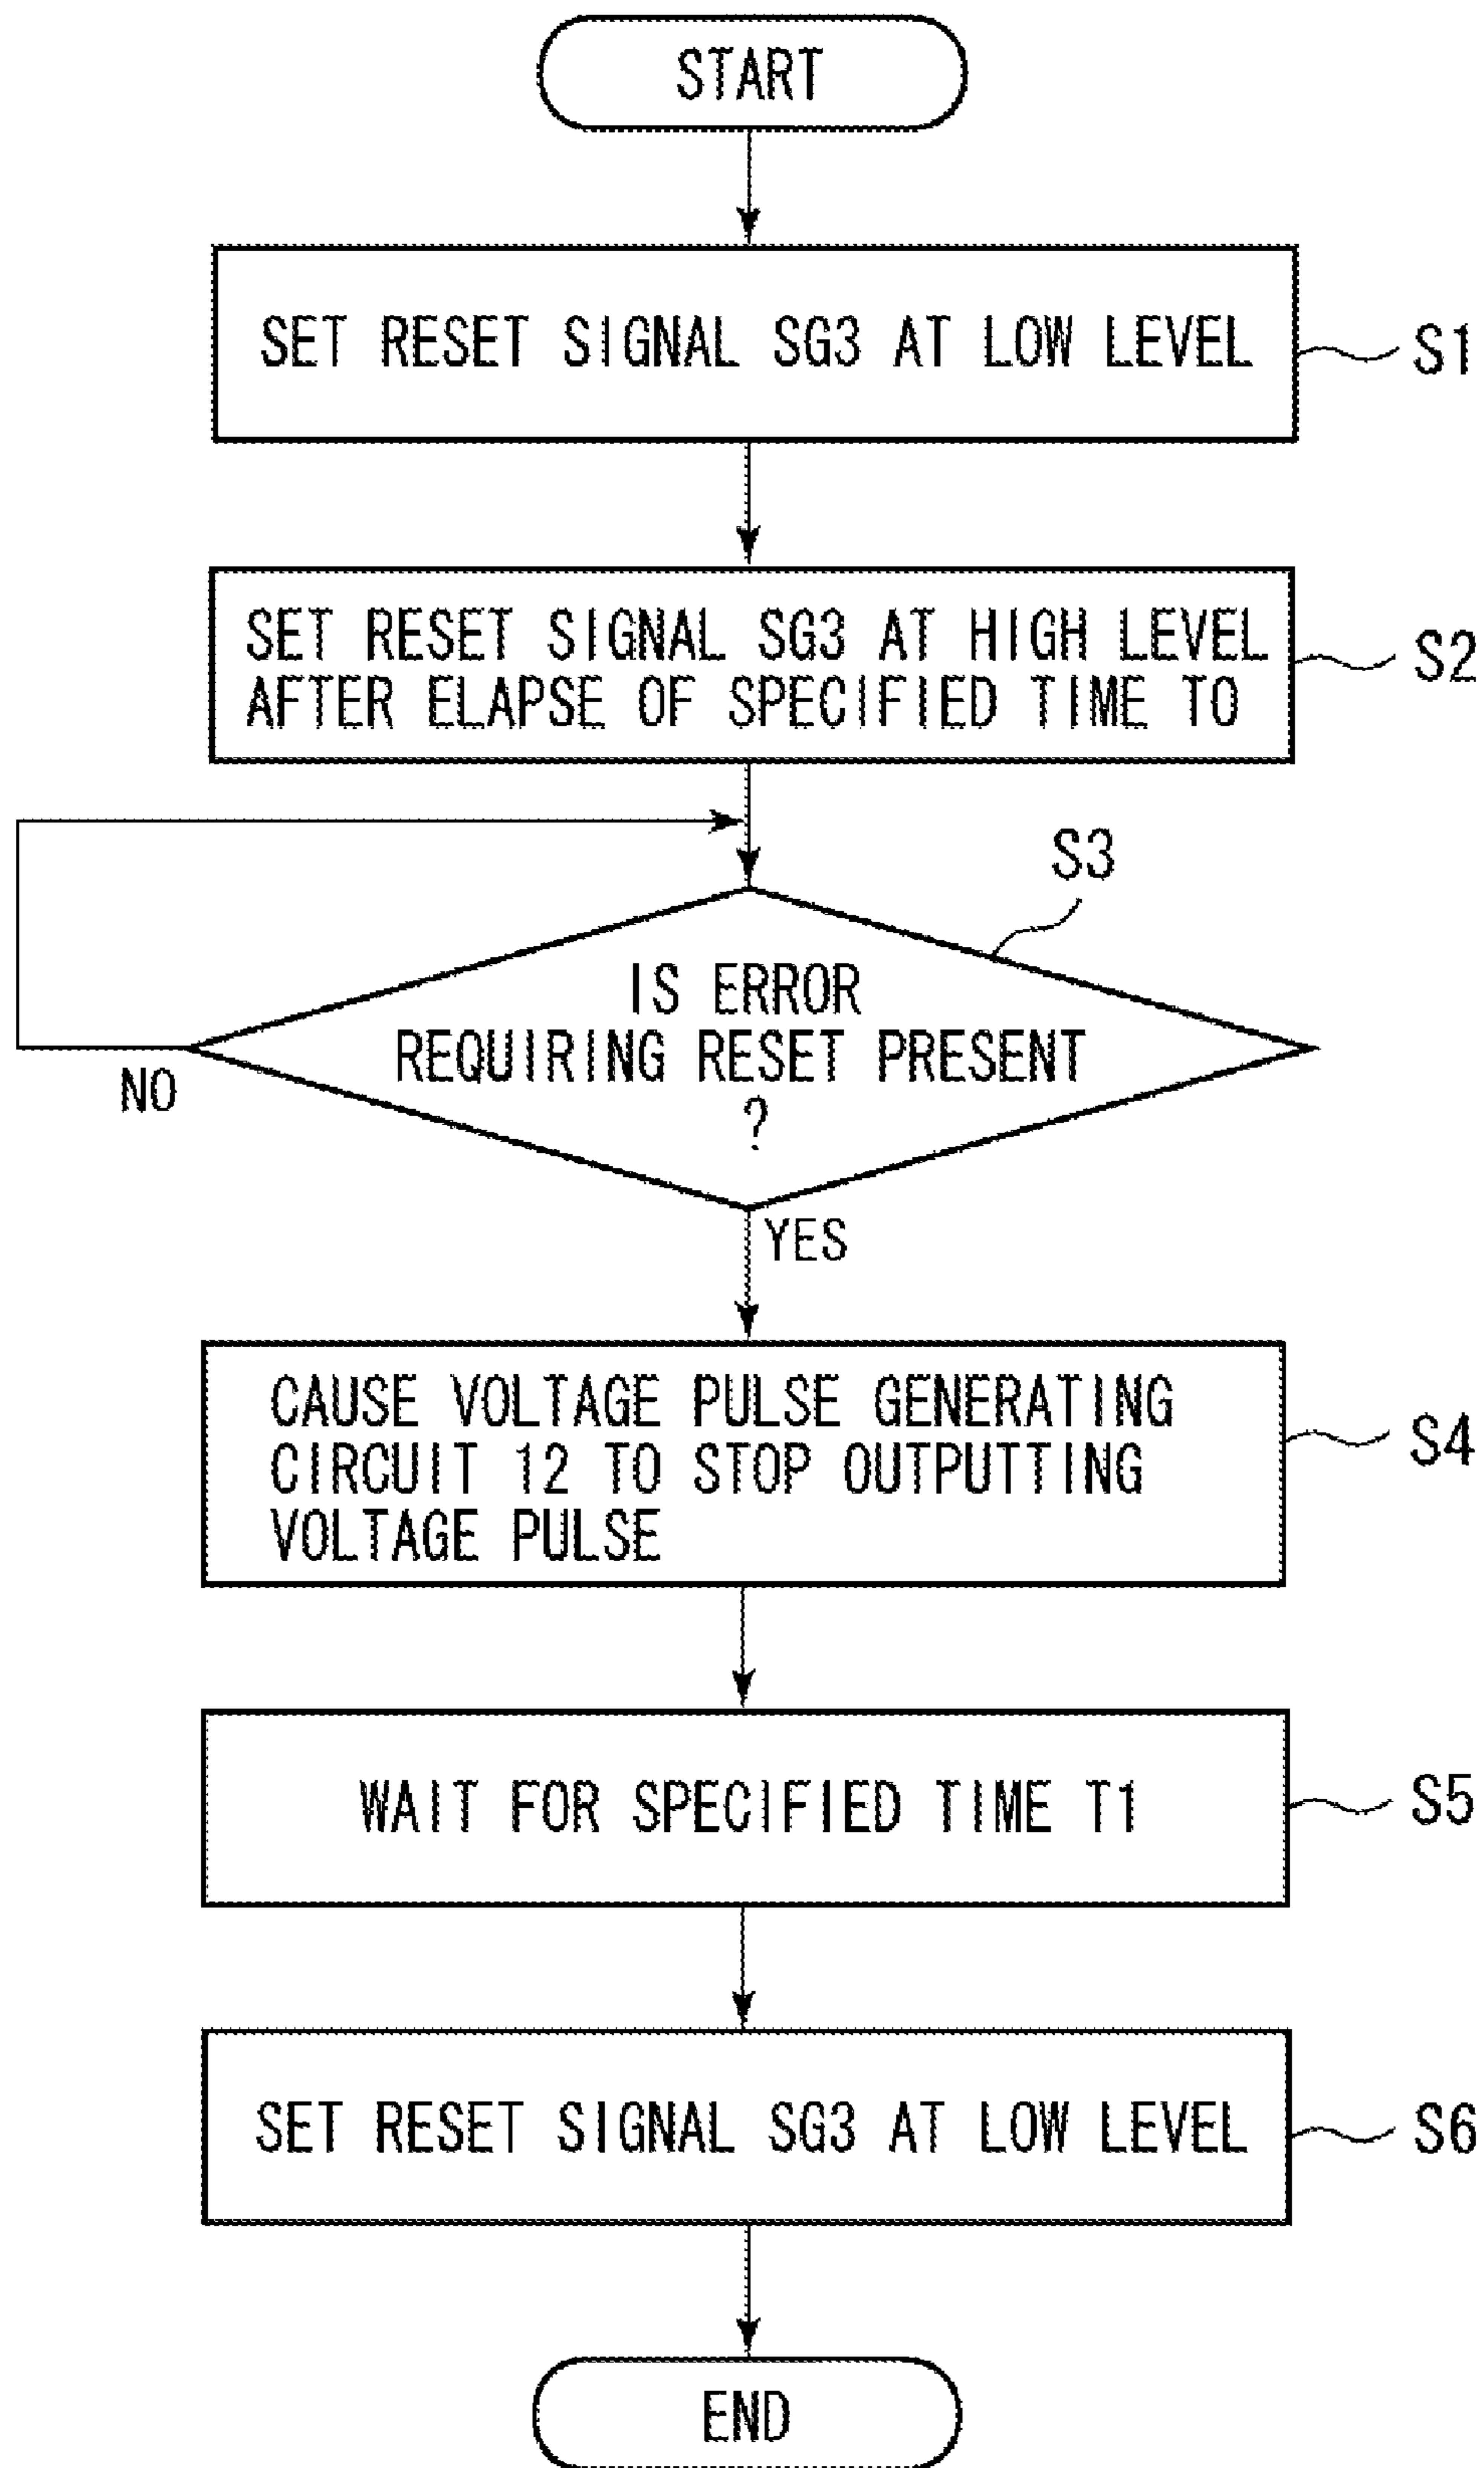 START
SET RESET SIGNAL SG3 AT LOW LEVEL
S1
SET RESET SIGNAL SG3 AT HIGH LEVEL
AFTER ELAPSE OF SPECIFIED TIME T0
S2
S3
IS ERROR
REQUIRING RESET PRESENT
?
NO
YES
CAUSE VOLTAGE PULSE GENERATING
CIRCUIT 12 TO STOP OUTPUTTING
VOLTAGE PULSE
S4
WAIT FOR SPECIFIED TIME T1
S5
SET RESET SIGNAL SG3 AT LOW LEVEL
S6
END